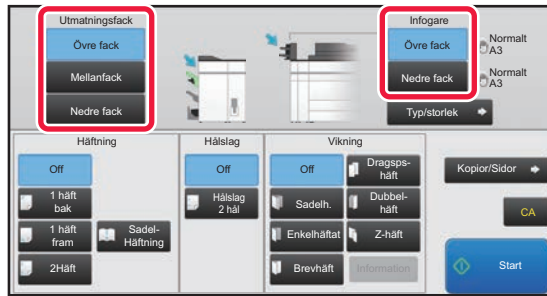 Utmatningsfack
Övre fack
Mellanfack
Nedre fack
Infogare
Övre fack
Normalt
A3
Nedre fack
Normalt
A3
Typ/storlek
Häftning
Off
1 häft
bak
1 häft
fram
Sadel-
Häftning
2Häft
Hålslag
Off
Hålslag
2 hål
Vikning
Off
Dragsps-
häft
Sadelh.
Dubbel-
häft
Enkelhäftat
Z-häft
Brevhäft
Information
Kopior/Sidor
CA
Start